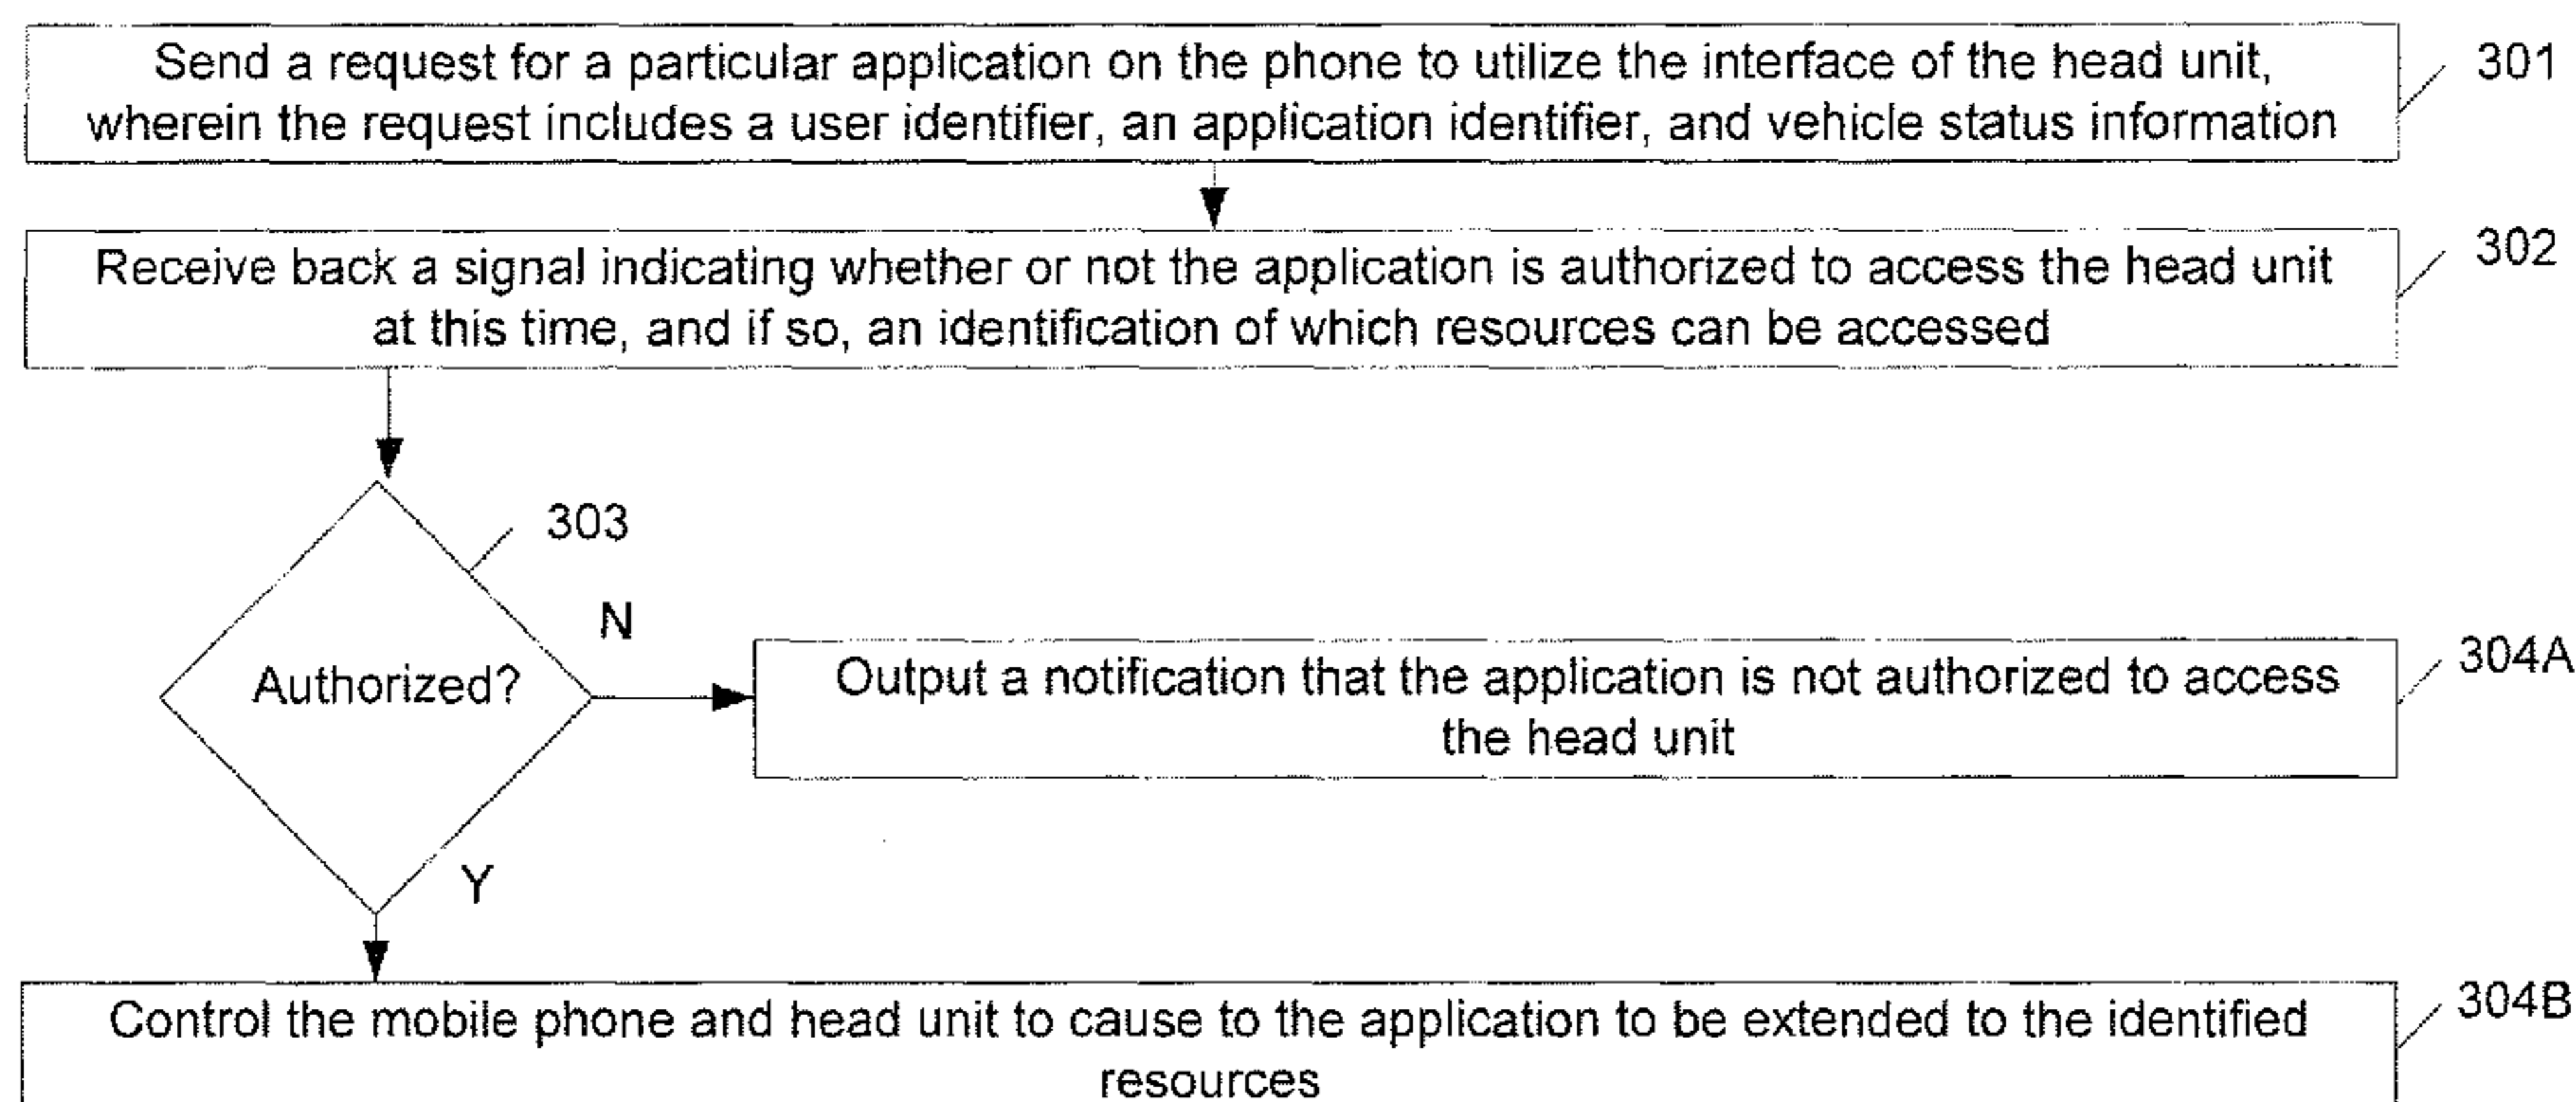 Send a request for a particular application on the phone to utilize the interface of the head unit,
wherein the request includes a user identifier, an application identifier, and vehicle status information
301
Receive back a signal indicating whether or not the application is authorized to access the head unit
at this time, and if so, an identification of which resources can be accessed
302
303
Authorized?
N
Output a notification that the application is not authorized to access
the head unit
304A
Y
Control the mobile phone and head unit to cause to the application to be extended to the identified
resources
304B